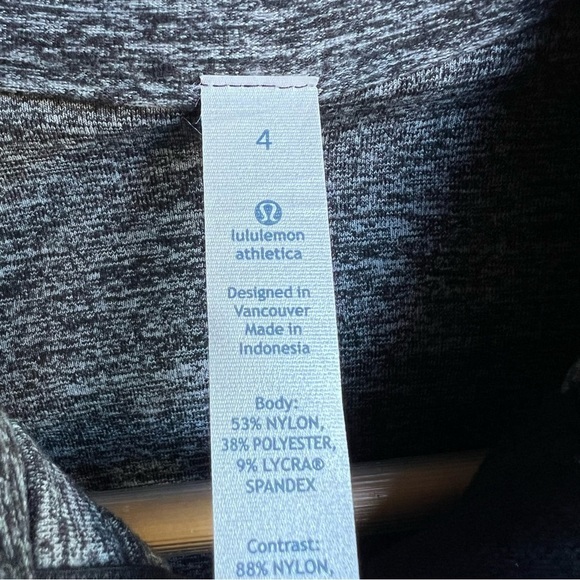 4
lululemon
athletica
Designed in
Vancouver
Made in
Indonesia
Body:
53% NYLON,
38% POLYESTER,
9% LYCRA®
SPANDEX
Contrast:
88% NYLON,